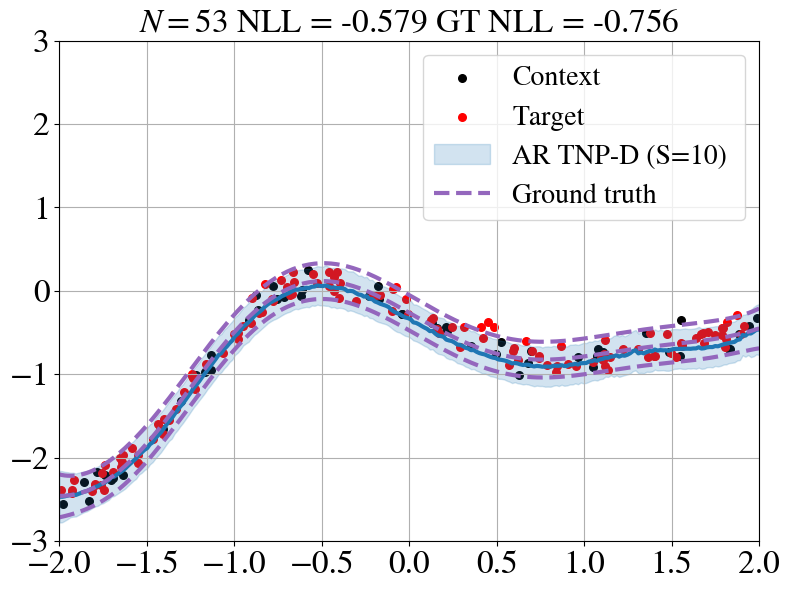 N = 53 NLL = -0.579 GT NLL = -0.756
Context
Target
AR TNP-D (S=10)
Ground truth
3
2
1
0
−1
−2
−3
−2.0 −1.5 −1.0 −0.5 0.0 0.5 1.0 1.5 2.0